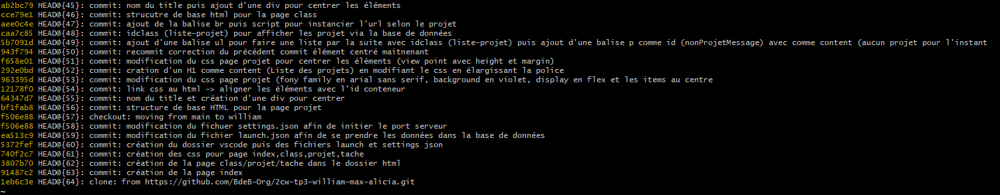 ab2bc79 HEAD@{45}: commit: nom du title puis ajout d'une div pour centrer les éléments
cce79e1 HEAD@{46}: commit: strucutre de base html pour la page class
aee0c4e HEAD@{47}: commit: ajout de la balise br puis script pour instancier l'url selon le projet
caa7c85 HEAD@{48}: commit: idclass (liste-projet) pour afficher les projet via la base de données
5b7091d HEAD@{49}: commit: ajout d'une balise ul pour faire une liste par la suite avec idclass (liste-projet) puis ajout d'une balise p comme id (nonProjetMessage) avec comme content (aucun projet pour l'instant
943f794 HEAD@{50}: commit: recommit correction du précédent commit élément centré maitnenant
f658e01 HEAD@{51}: commit: modification du css page projet pour centrer les éléments (view point avec height et margin)
292e0bd HEAD@{52}: commit: cration d'un H1 comme content (Liste des projets) en modifiant le css en élargissant la police
963395d HEAD@{53}: commit: modification du css page projet (fony family en arial sans serif, background en violet, display en flex et les items au centre
12178f0 HEAD@{54}: commit: link css au html -> aligner les éléments avec l'id conteneur
64347d7 HEAD@{55}: commit: nom du title et création d'une div pour centrer
bf1fab8 HEAD@{56}: commit: structure de base HTML pour la page projet
f506e88 HEAD@{57}: checkout: moving from main to william
f506e88 HEAD@{58}: commit: modification du fichuer settings.json afin de initier le port serveur
ea513c9 HEAD@{59}: commit: modification du fichier launch.json afin de se prendre les données dans la base de données
5372fef HEAD@{60}: commit: création du dossier vscode puis des fichiers launch et settings json
740f2c7 HEAD@{61}: commit: création des css pour page index,class,projet,tache
3807b70 HEAD@{62}: commit: création de la page class/projet/tache dans le dossier html
91487c2 HEAD@{63}: commit: création de la page index
1eb6c3e HEAD@{64}: clone: from https://github.com/BdeB-Org/2cw-tp3-william-max-alicia.git
~